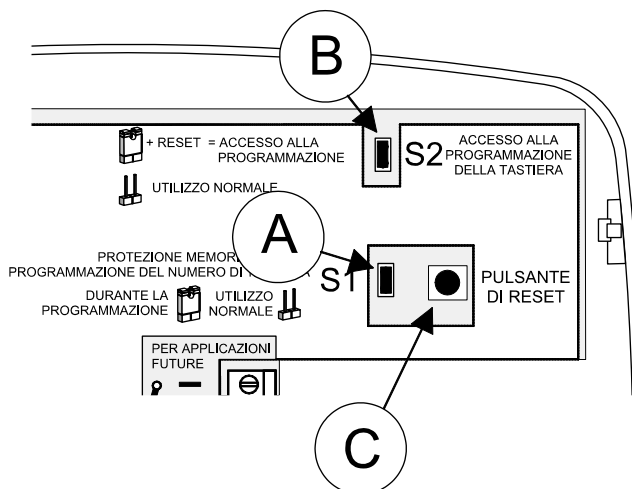 B
+ RESET = ACCESSO ALLA
PROGRAMMAZIONE
S2
ACCESSO ALLA
PROGRAMMAZIONE
DELLA TASTIERA
UTILIZZO NORMALE
A
PROTEZIONE MEMOR
PROGRAMMAZIONE DEL NUMERO DI
S1
PULSANTE
DI RESET
DURANTE LA
PROGRAMMAZIONE
UTILIZZO
NORMALE
PER APPLICAZIONI
FUTURE
C